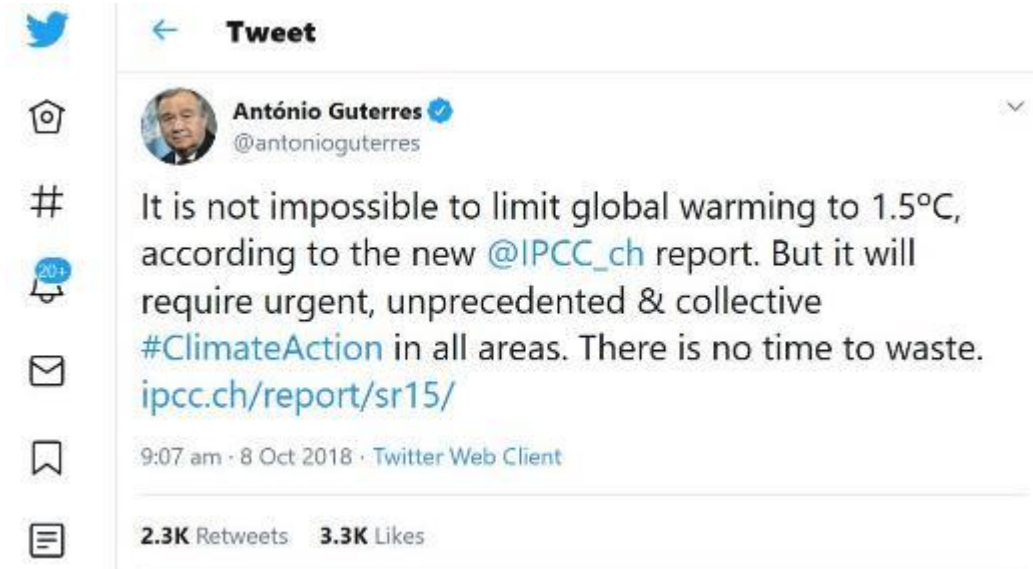 Tweet
António Guterres
@antonioguterres
It is not impossible to limit global warming to 1.5ºC,
according to the new @IPCC_ch report. But it will
require urgent, unprecedented & collective
#ClimateAction in all areas. There is no time to waste.
ipcc.ch/report/sr15/
9:07 am · 8 Oct 2018 · Twitter Web Client
2.3K Retweets 3.3K Likes
20+